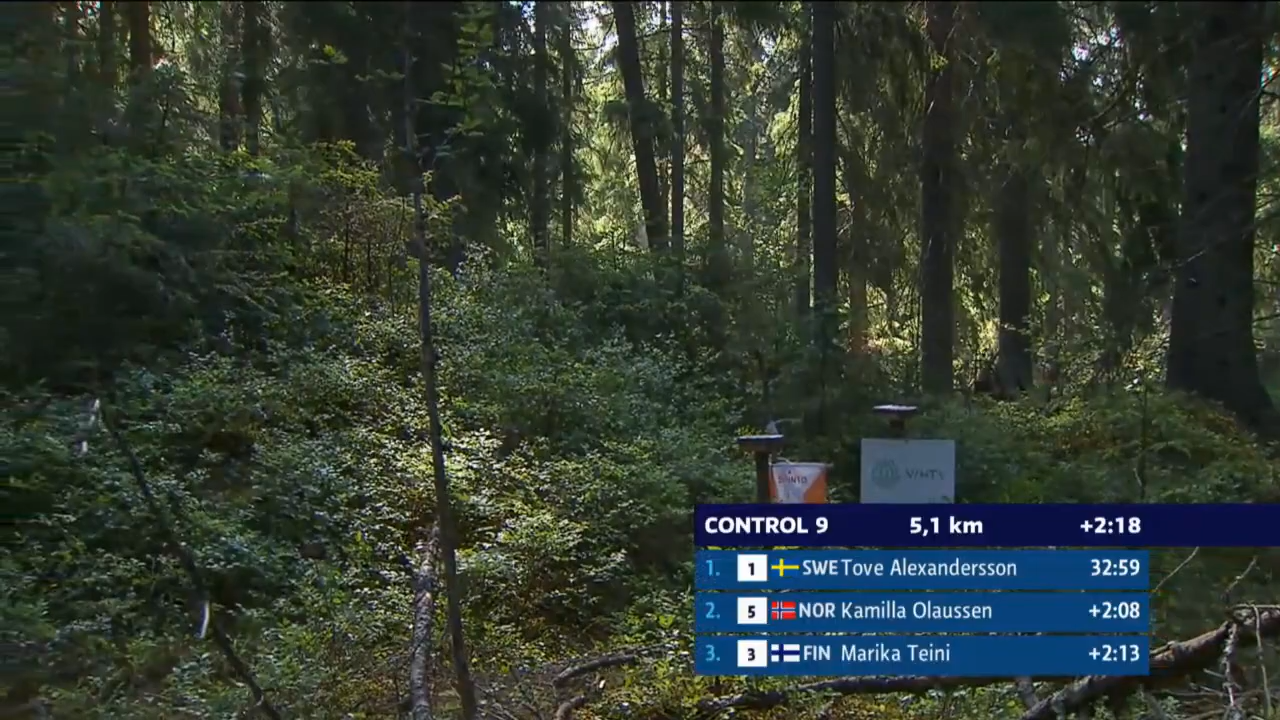 SUUNTO
CONTROL 9 5,1 km +2:18
1. 1 SWE Tove Alexandersson 32:59
2. 5 NOR Kamilla Olaussen +2:08
3. 3 FIN Marika Teini +2:13